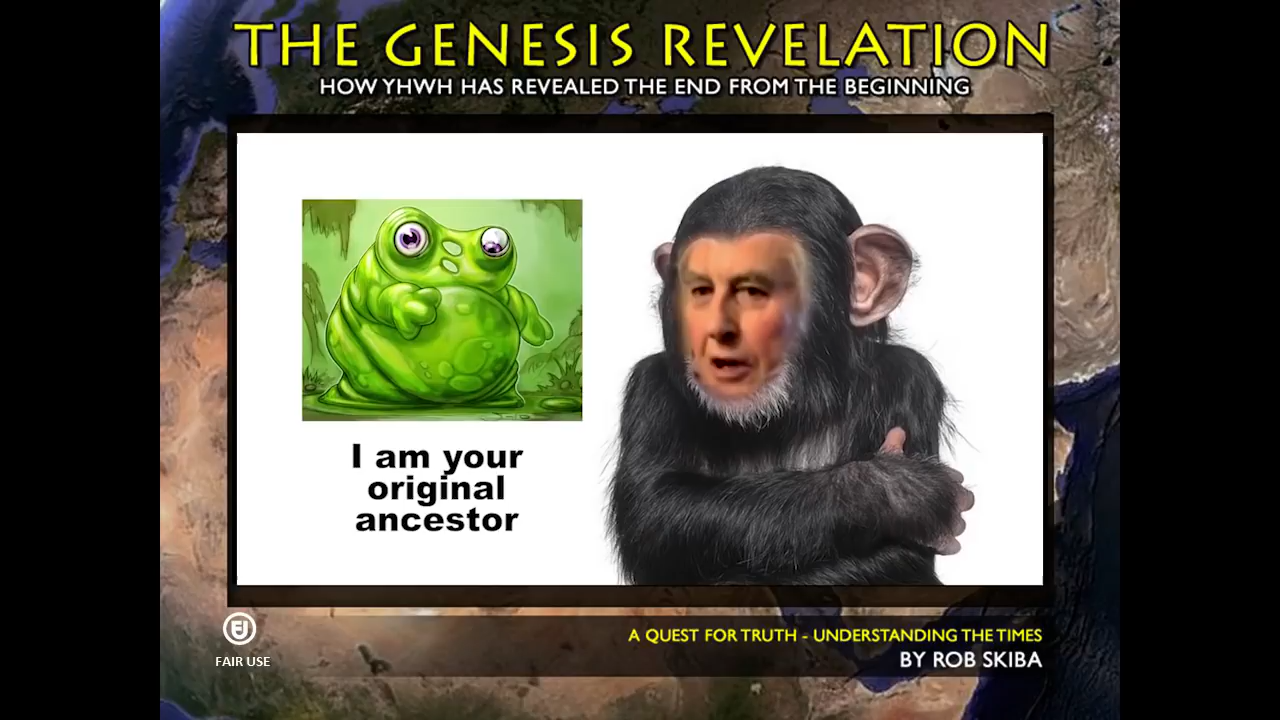 THE GENESIS REVELATION
HOW YHWH HAS REVEALED THE END FROM THE BEGINNING
I am your
original
ancestor
FAIR USE
A QUEST FOR TRUTH - UNDERSTANDING THE TIMES
BY ROB SKIBA